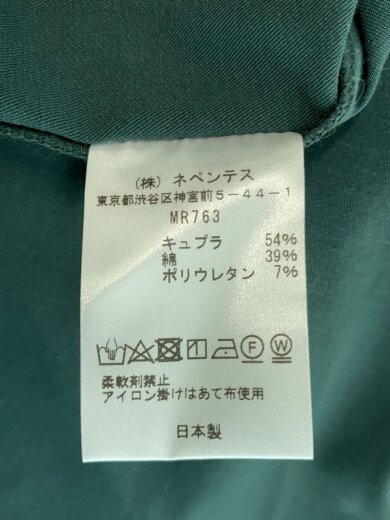 (株) ネペンテス
東京都渋谷区神宮前5-44-1
MR763
キュプラ 54%
綿 39%
ポリウレタン 7%
F W
柔軟剤禁止
アイロン掛けはあて布使用
日本製